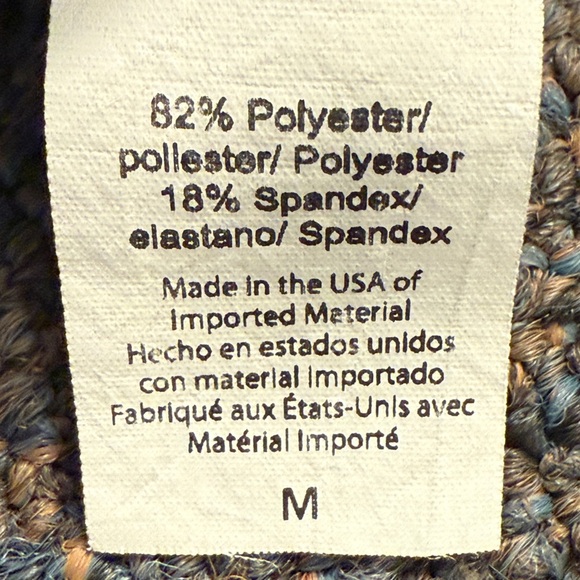 82% Polyester/
poliester/ Polyester
18% Spandex/
elastano/ Spandex
Made in the USA of
Imported Material
Hecho en estados unidos
con material importado
Fabriqué aux États-Unis avec
Matérial Importé
M